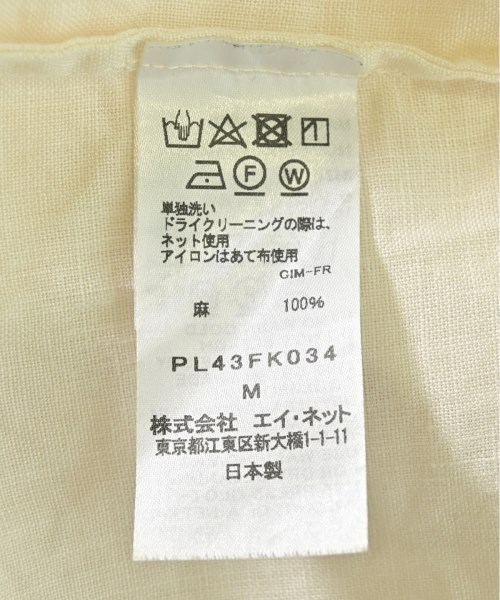 F W
単独洗い
ドライクリーニングの際は、
ネット使用
アイロンはあて布使用
CIM-FR
麻 100%
PL43FK034
M
株式会社 エイ・ネット
東京都江東区新大橋1-1-11
日本製